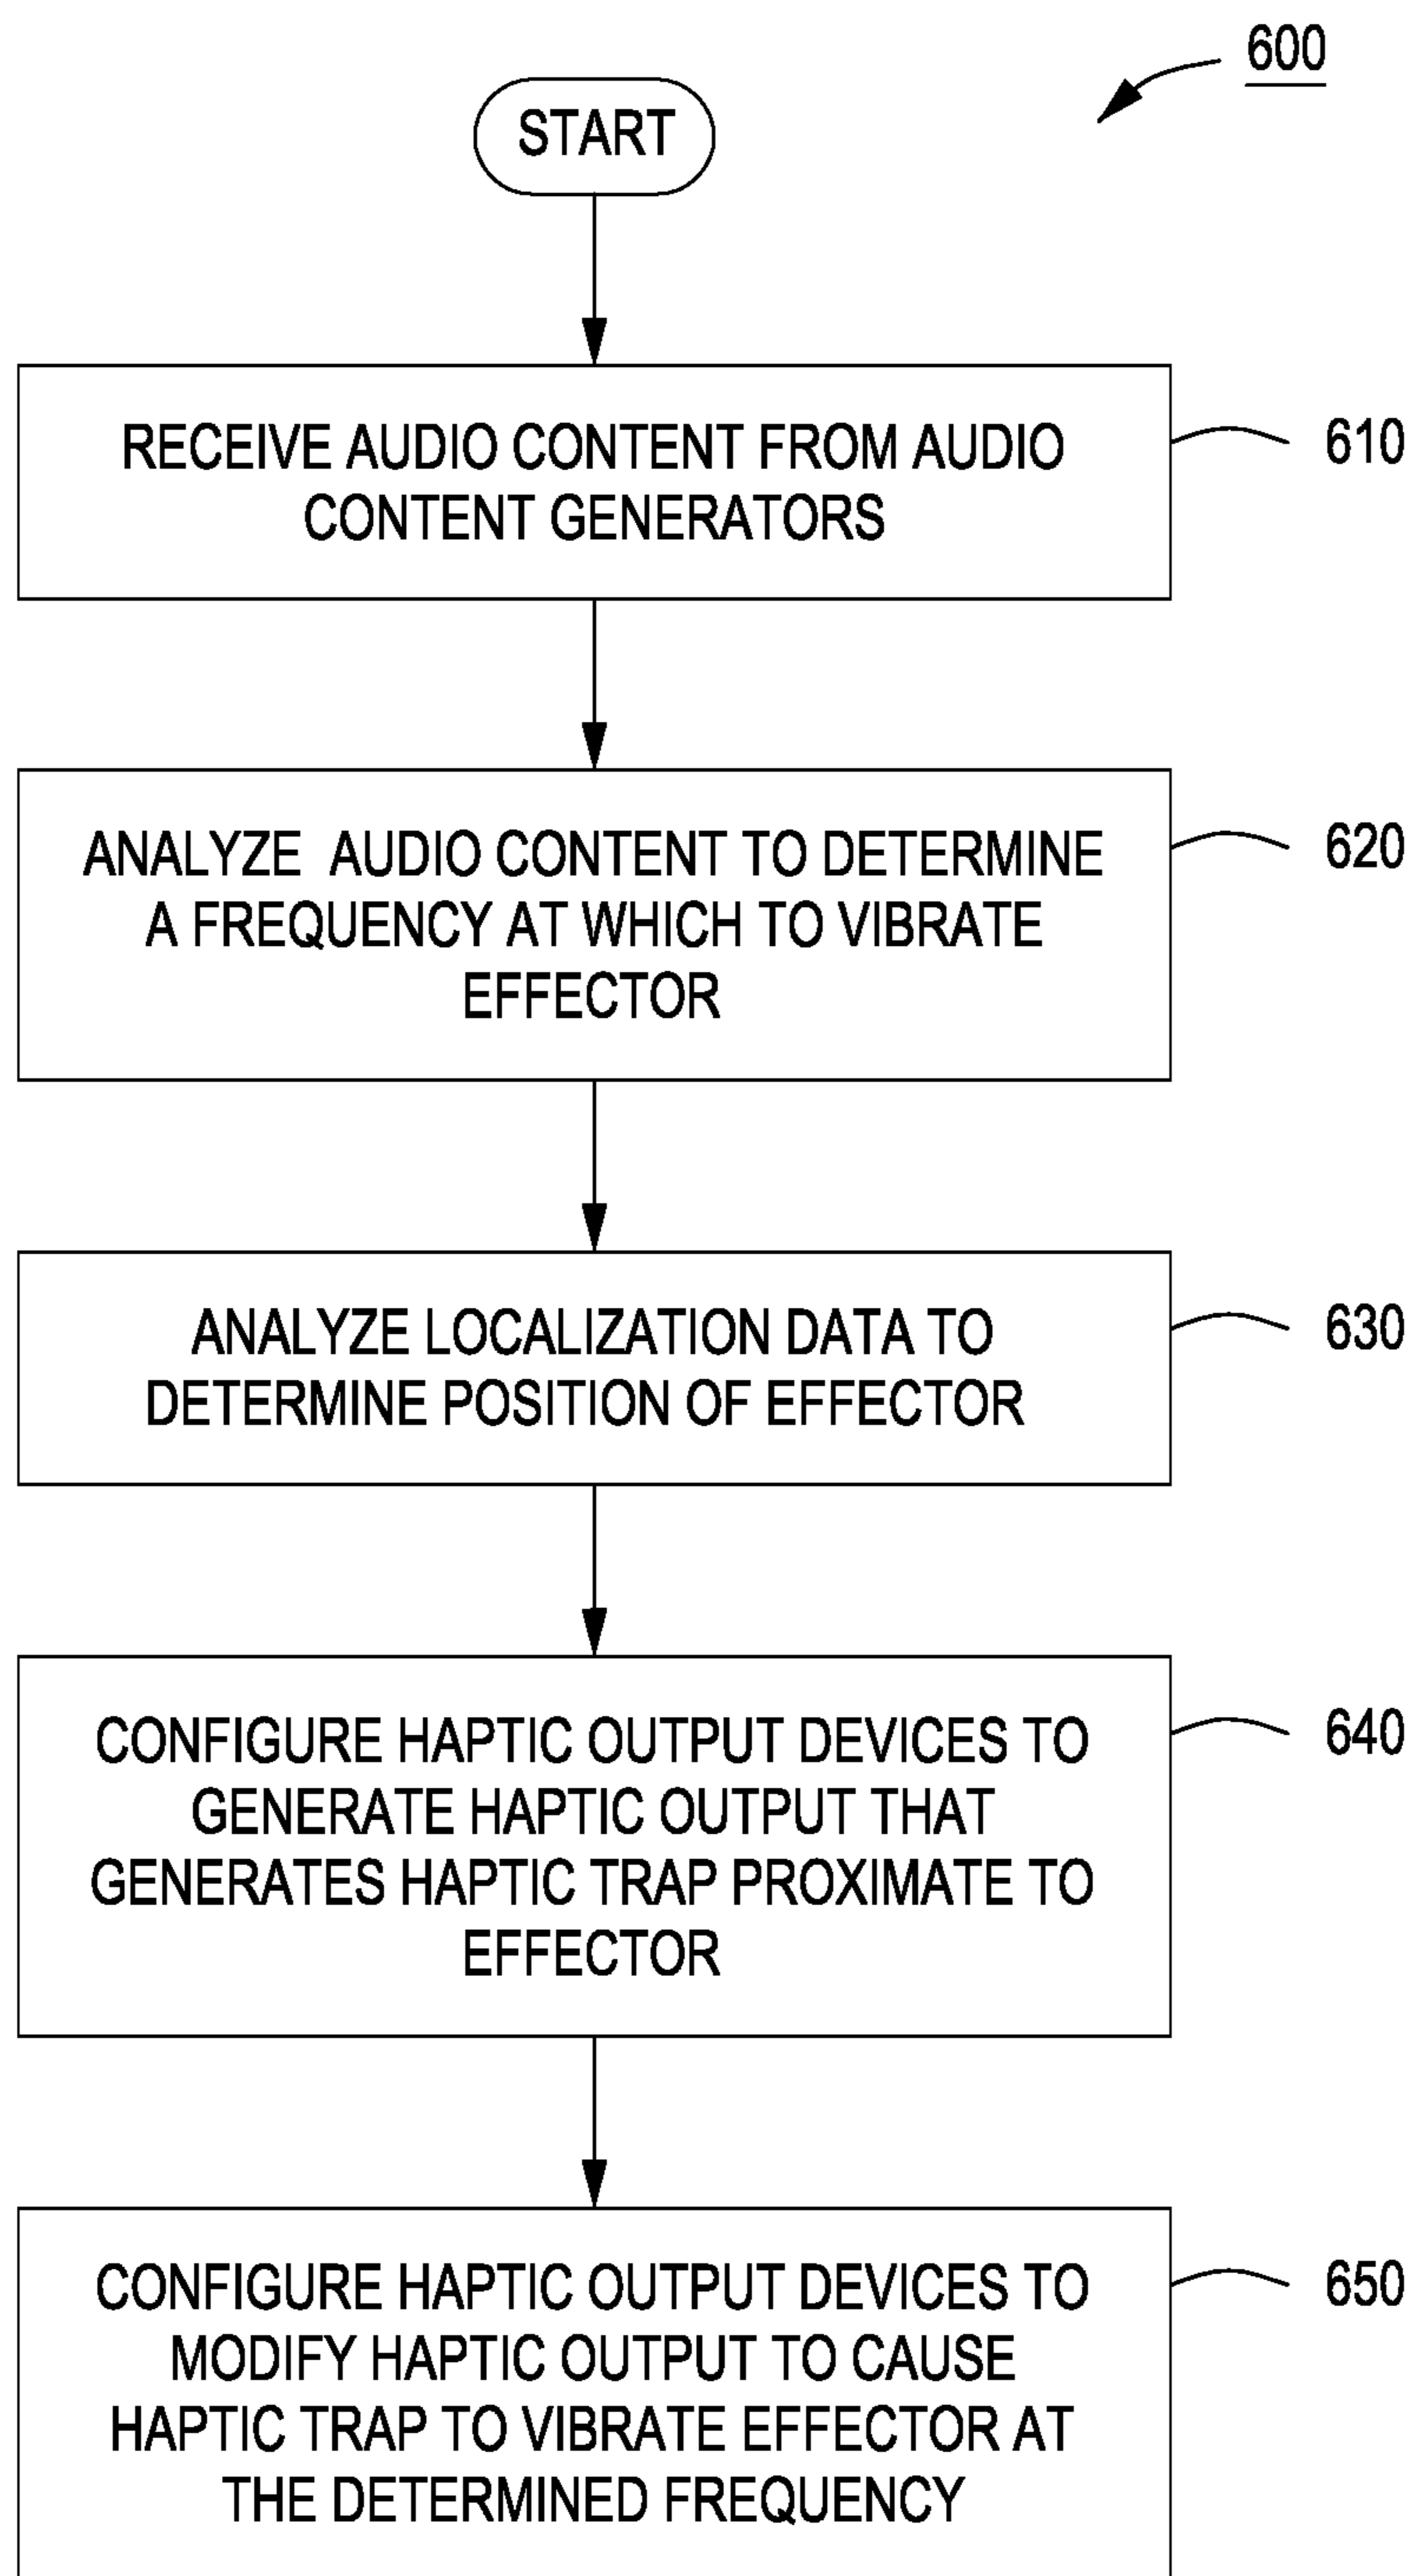 600
START
RECEIVE AUDIO CONTENT FROM AUDIO
CONTENT GENERATORS
610
ANALYZE AUDIO CONTENT TO DETERMINE
A FREQUENCY AT WHICH TO VIBRATE
EFFECTOR
620
ANALYZE LOCALIZATION DATA TO
DETERMINE POSITION OF EFFECTOR
630
CONFIGURE HAPTIC OUTPUT DEVICES TO
GENERATE HAPTIC OUTPUT THAT
GENERATES HAPTIC TRAP PROXIMATE TO
EFFECTOR
640
CONFIGURE HAPTIC OUTPUT DEVICES TO
MODIFY HAPTIC OUTPUT TO CAUSE
HAPTIC TRAP TO VIBRATE EFFECTOR AT
THE DETERMINED FREQUENCY
650